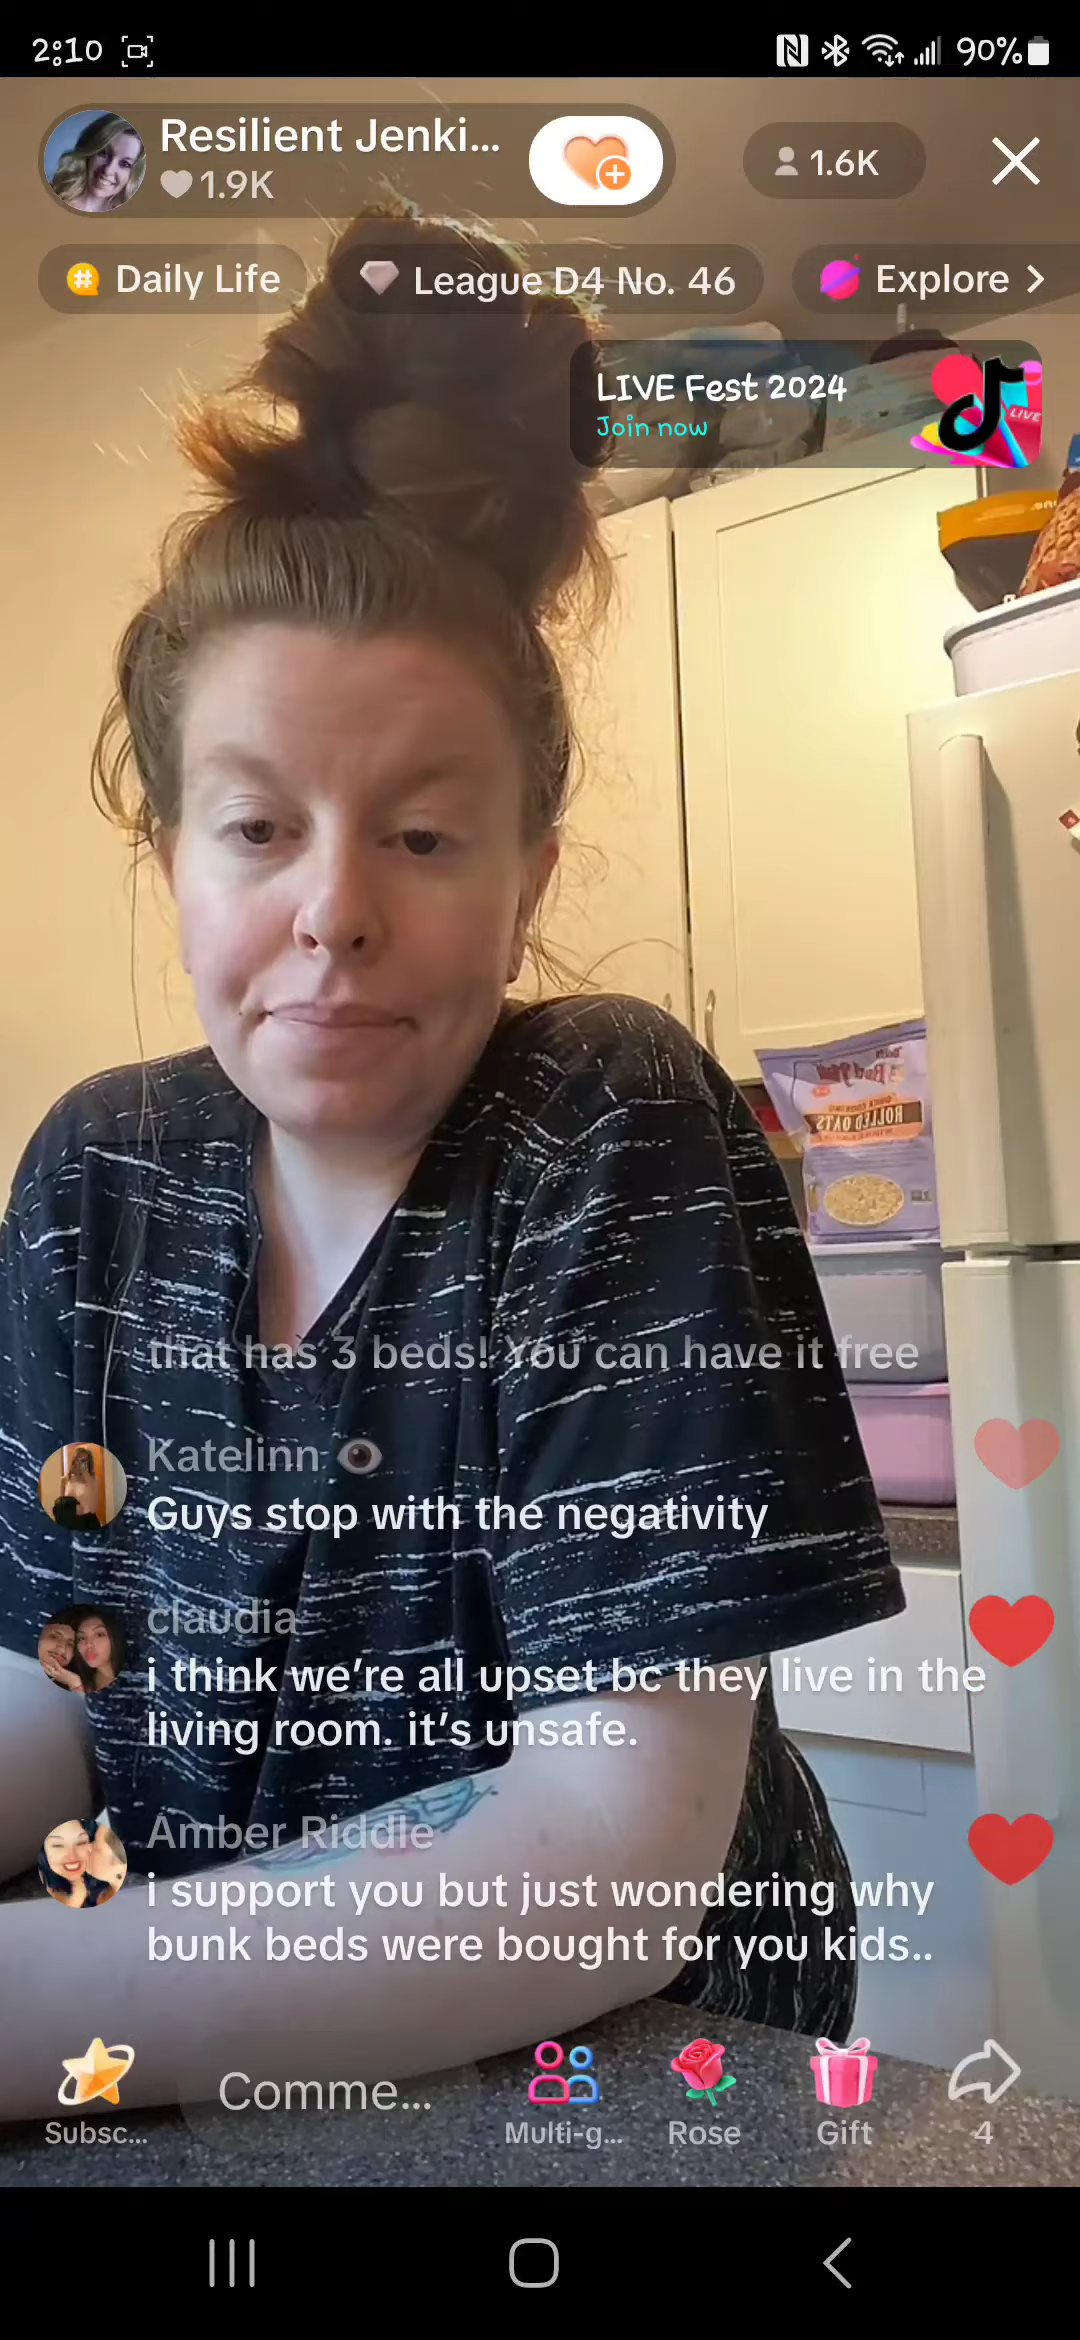 2:10
90%
Resilient Jenki...
1.9K
1.6K
Daily Life
League D4 No. 46
Explore >
LIVE Fest 2024
Join now
LIVE
ROLLED OATS
that has 3 beds! You can have it free
Katelinn 👁
Guys stop with the negativity
claudia
i think we’re all upset bc they live in the
living room. it’s unsafe.
Amber Riddle
i support you but just wondering why
bunk beds were bought for you kids..
Subsc...
Comme...
Multi-g...
Rose
Gift
4